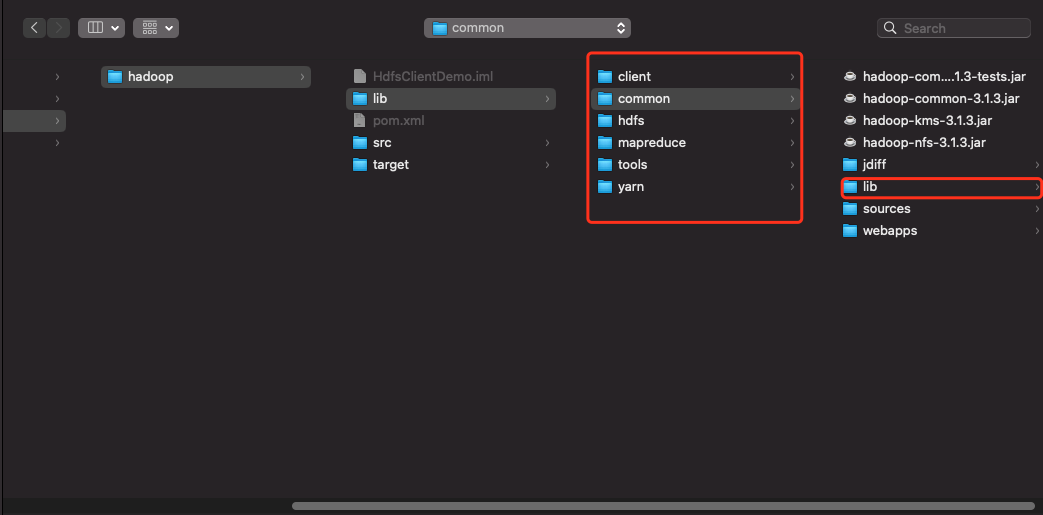 common
Search
hadoop
HdfsClientDemo.iml
lib
pom.xml
src
target
client
common
hdfs
mapreduce
tools
yarn
hadoop-com....1.3-tests.jar
hadoop-common-3.1.3.jar
hadoop-kms-3.1.3.jar
hadoop-nfs-3.1.3.jar
jdiff
lib
sources
webapps